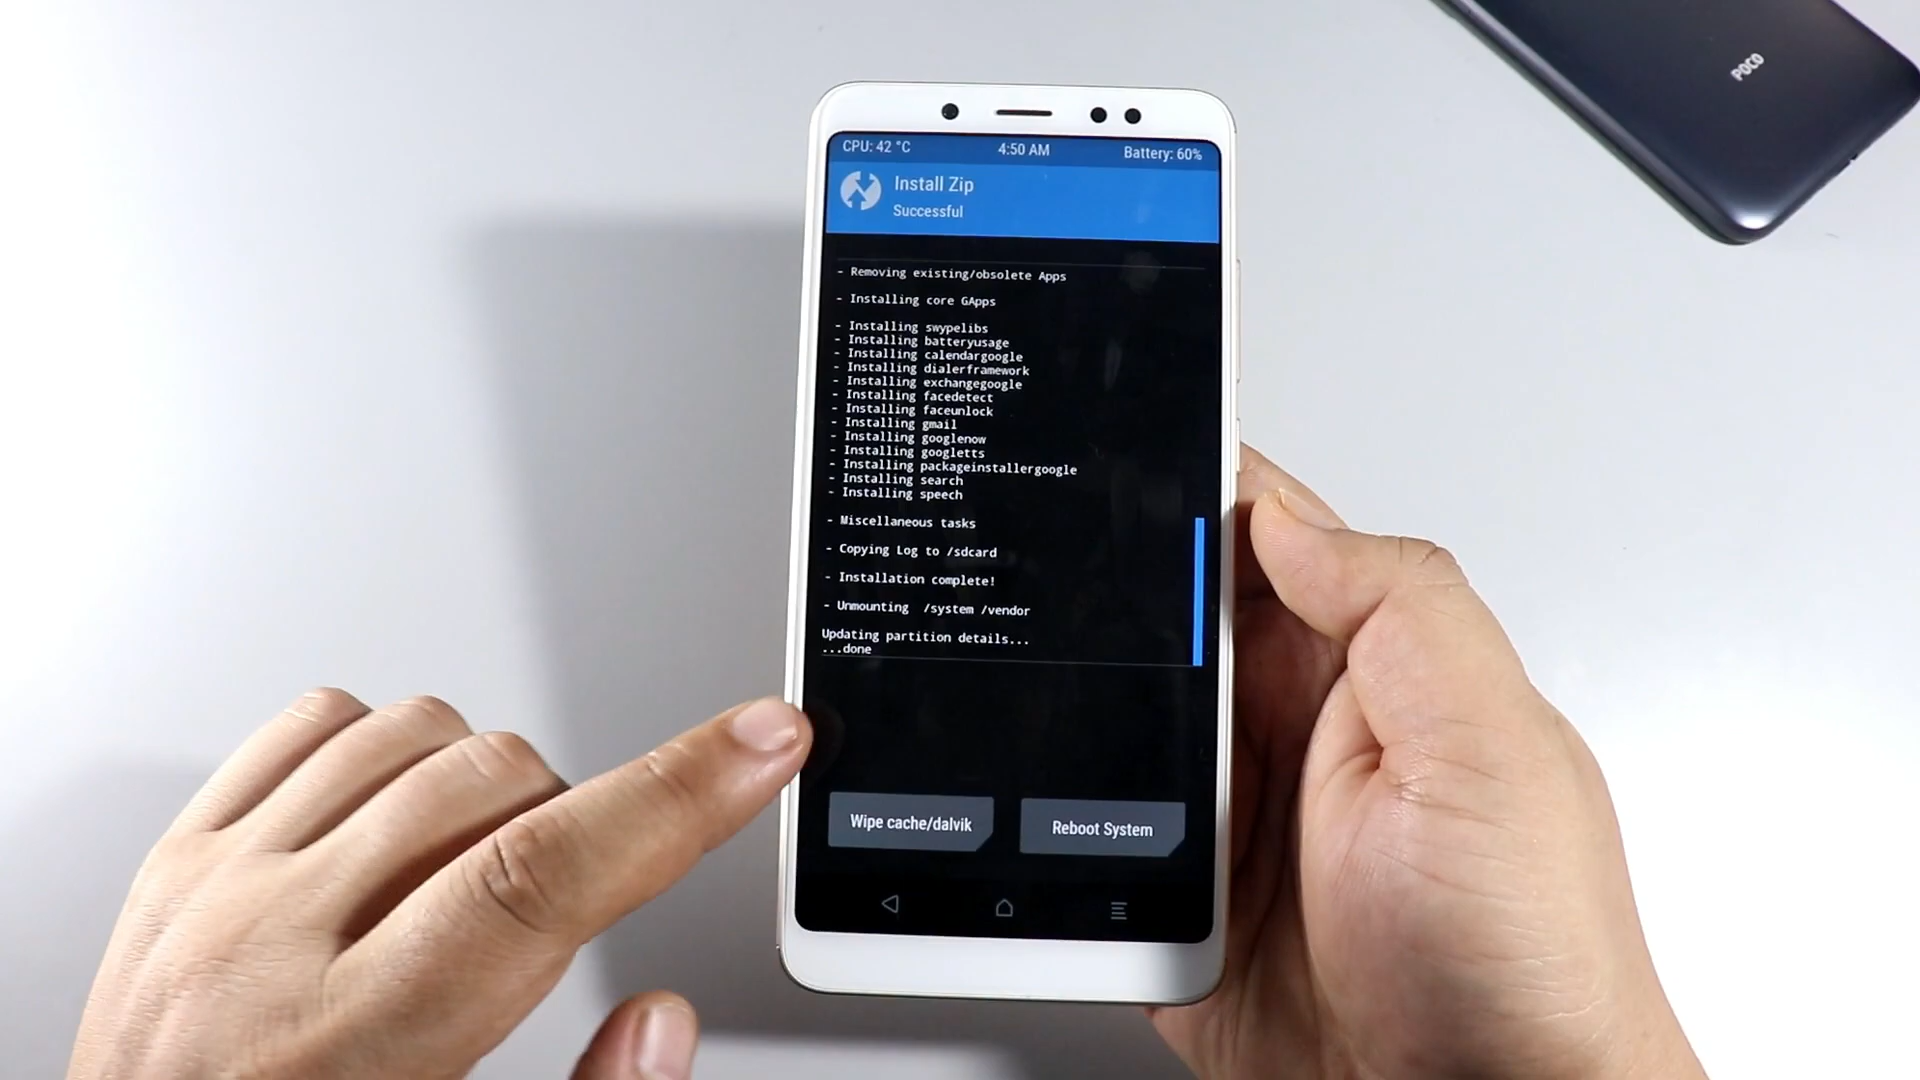 POCO
CPU: 42 °C 4:50 AM Battery: 60%
Install Zip
Successful
- Removing existing/obsolete Apps
- Installing core GApps
- Installing swypelibs
- Installing batteryusage
- Installing calendargoogle
- Installing dialerframework
- Installing exchangegoogle
- Installing facedetect
- Installing faceunlock
- Installing gmail
- Installing googlenow
- Installing googletts
- Installing packageinstallergoogle
- Installing search
- Installing speech
- Miscellaneous tasks
- Copying Log to /sdcard
- Installation complete!
- Unmounting /system /vendor
Updating partition details...
...done
Wipe cache/dalvik Reboot System